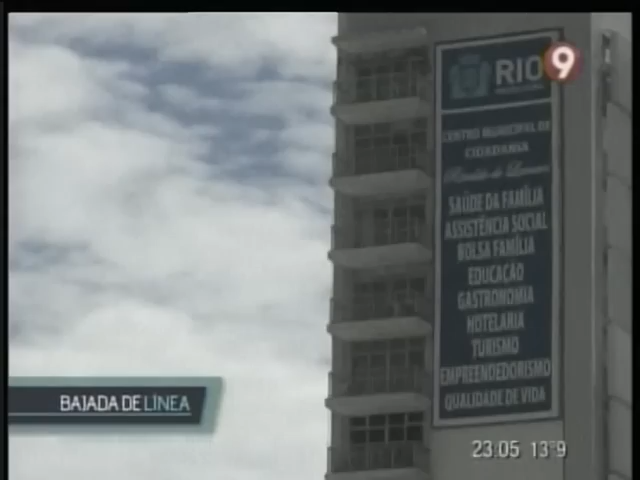 RIO
9
CENTRO MUNICIPAL DE
CIDADANIA
SAÚDE DA FAMÍLIA
ASSISTÊNCIA SOCIAL
BOLSA FAMÍLIA
EDUCAÇÃO
GASTRONOMIA
HOTELARIA
TURISMO
EMPREENDEDORISMO
QUALIDADE DE VIDA
BAJADA DE LÍNEA
23:05 13°9